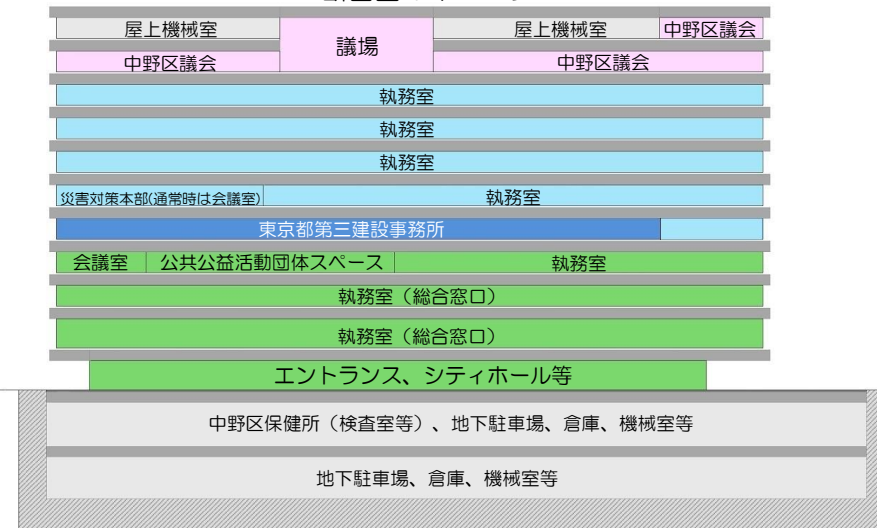 屋上機械室
議場
屋上機械室
中野区議会
中野区議会
中野区議会
執務室
執務室
執務室
災害対策本部(通常時は会議室)
執務室
東京都第三建設事務所
会議室
公共公益活動団体スペース
執務室
執務室（総合窓口）
執務室（総合窓口）
エントランス、シティホール等
中野区保健所（検査室等）、地下駐車場、倉庫、機械室等
地下駐車場、倉庫、機械室等